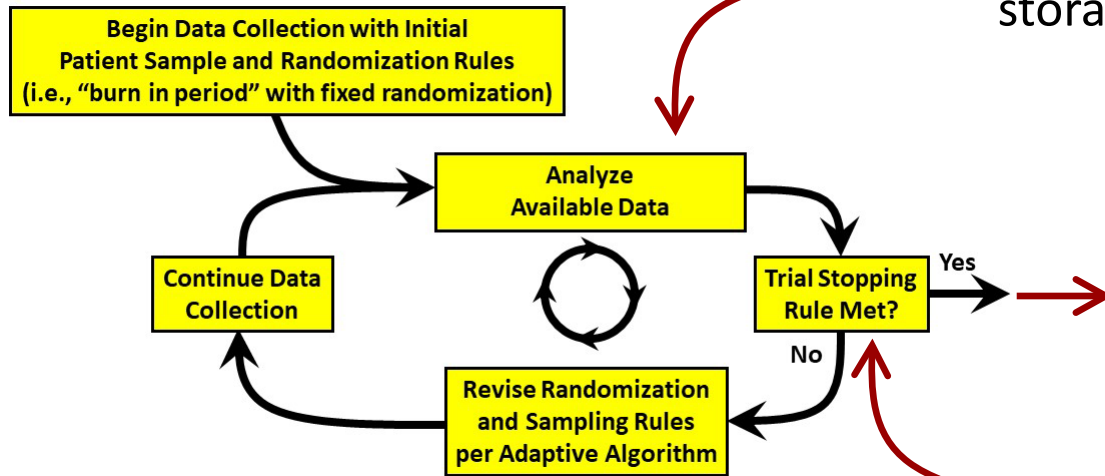 stora
Begin Data Collection with Initial
Patient Sample and Randomization Rules
(i.e., “burn in period” with fixed randomization)
Analyze
Available Data
Continue Data
Collection
Trial Stopping
Rule Met?
Yes
No
Revise Randomization
and Sampling Rules
per Adaptive Algorithm